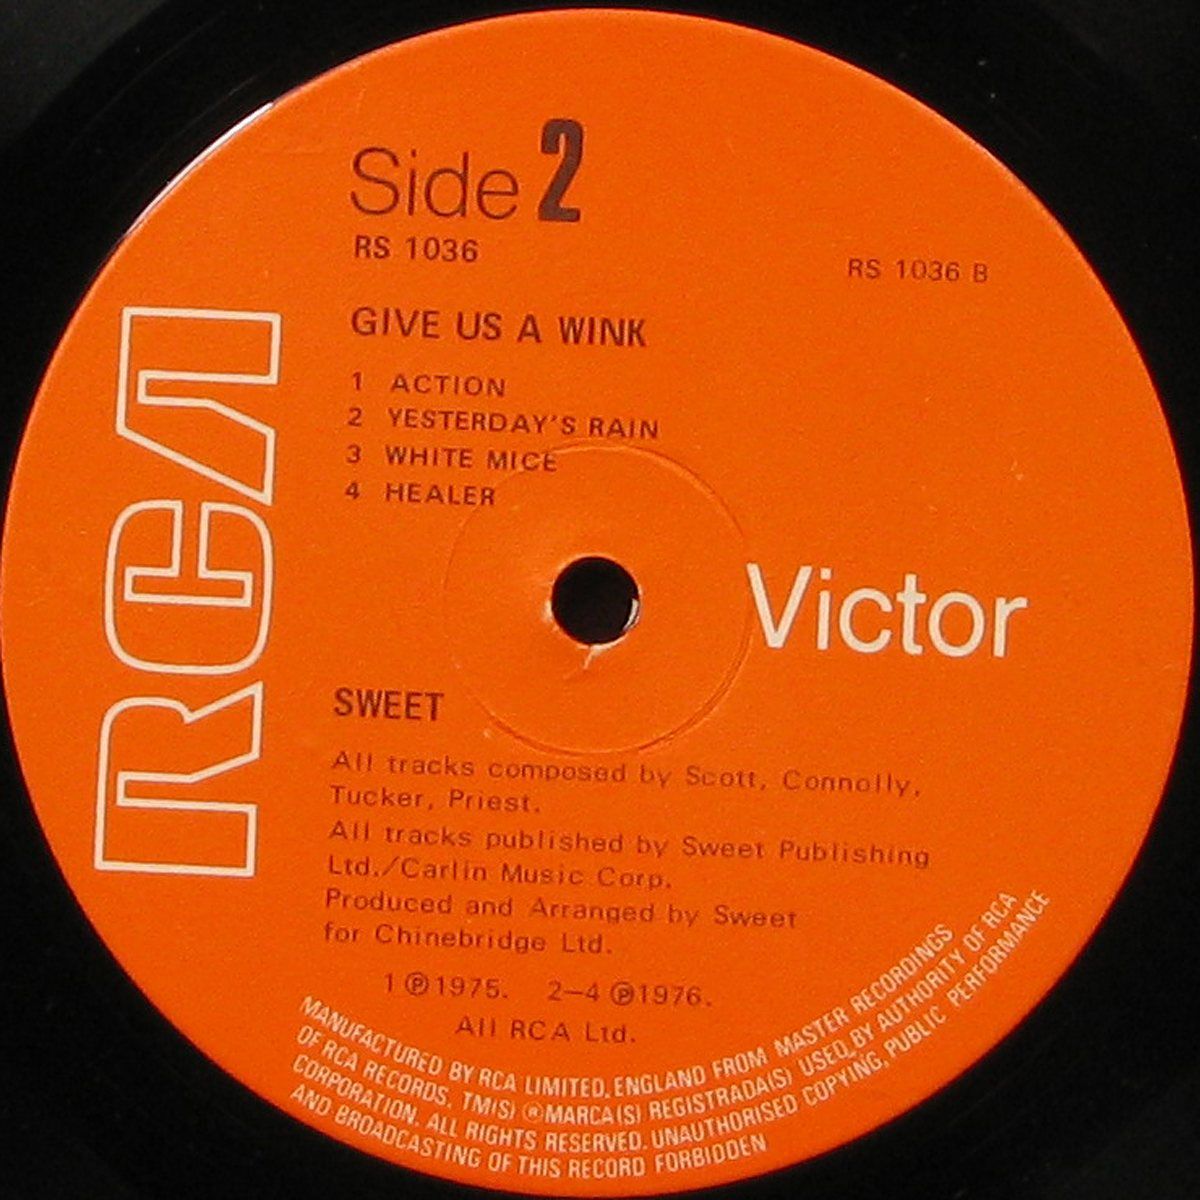 Side 2
RS 1036
RS 1036 B
GIVE US A WINK
1 ACTION
2 YESTERDAY'S RAIN
3 WHITE MICE
4 HEALER
RCA
Victor
SWEET
All tracks composed by Scott, Connolly,
Tucker, Priest.
All tracks published by Sweet Publishing
Ltd./Carlin Music Corp.
Produced and Arranged by Sweet
for Chinebridge Ltd.
1 ℗ 1975. 2–4 ℗ 1976.
All RCA Ltd.
MANUFACTURED BY RCA LIMITED, ENGLAND FROM MASTER RECORDINGS
OF RCA RECORDS. TM(S) ® MARCA(S) REGISTRADA(S) USED BY AUTHORITY OF RCA
CORPORATION. ALL RIGHTS RESERVED. UNAUTHORISED COPYING, PUBLIC PERFORMANCE
AND BROADCASTING OF THIS RECORD FORBIDDEN